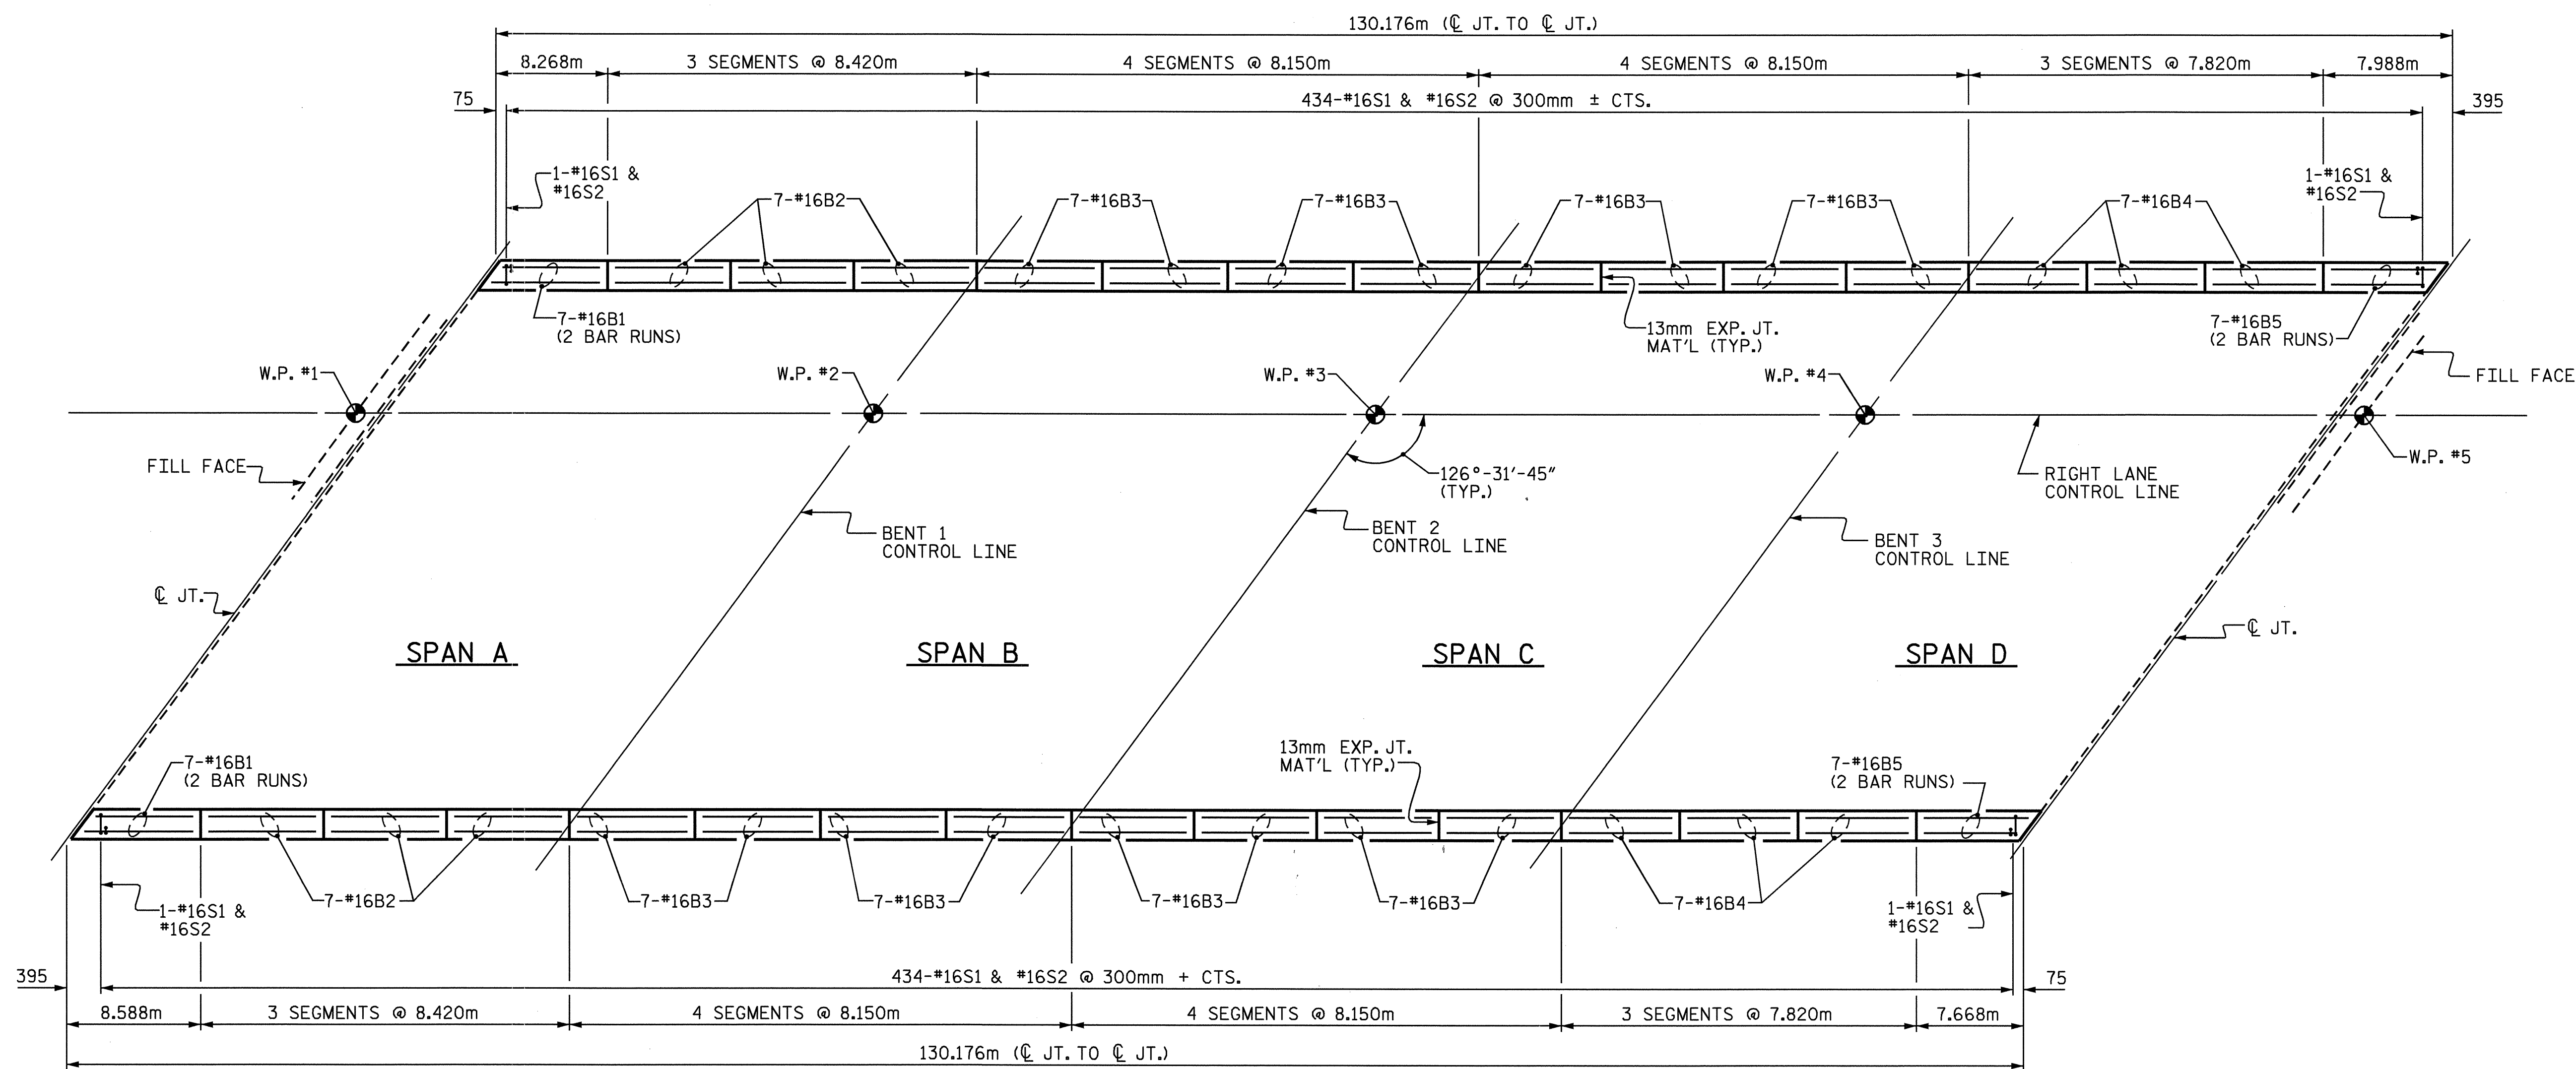 130.176m (℄ JT. TO ℄ JT.)
8.268m
3 SEGMENTS @ 8.420m
4 SEGMENTS @ 8.150m
4 SEGMENTS @ 8.150m
3 SEGMENTS @ 7.820m
7.988m
75
434-#16S1 & #16S2 @ 300mm ± CTS.
395
1-#16S1 &
#16S2
7-#16B2
7-#16B3
7-#16B3
7-#16B3
7-#16B3
7-#16B4
1-#16S1 &
#16S2
7-#16B1
(2 BAR RUNS)
13mm EXP. JT.
MAT'L (TYP.)
7-#16B5
(2 BAR RUNS)
W.P. #1
W.P. #2
W.P. #3
W.P. #4
FILL FACE
FILL FACE
126°-31'-45"
(TYP.)
RIGHT LANE
CONTROL LINE
W.P. #5
BENT 1
CONTROL LINE
BENT 2
CONTROL LINE
BENT 3
CONTROL LINE
℄ JT.
℄ JT.
SPAN A
SPAN B
SPAN C
SPAN D
7-#16B1
(2 BAR RUNS)
13mm EXP. JT.
MAT'L (TYP.)
7-#16B5
(2 BAR RUNS)
1-#16S1 &
#16S2
7-#16B2
7-#16B3
7-#16B3
7-#16B3
7-#16B3
7-#16B4
1-#16S1 &
#16S2
395
434-#16S1 & #16S2 @ 300mm + CTS.
75
8.588m
3 SEGMENTS @ 8.420m
4 SEGMENTS @ 8.150m
4 SEGMENTS @ 8.150m
3 SEGMENTS @ 7.820m
7.668m
130.176m (℄ JT. TO ℄ JT.)